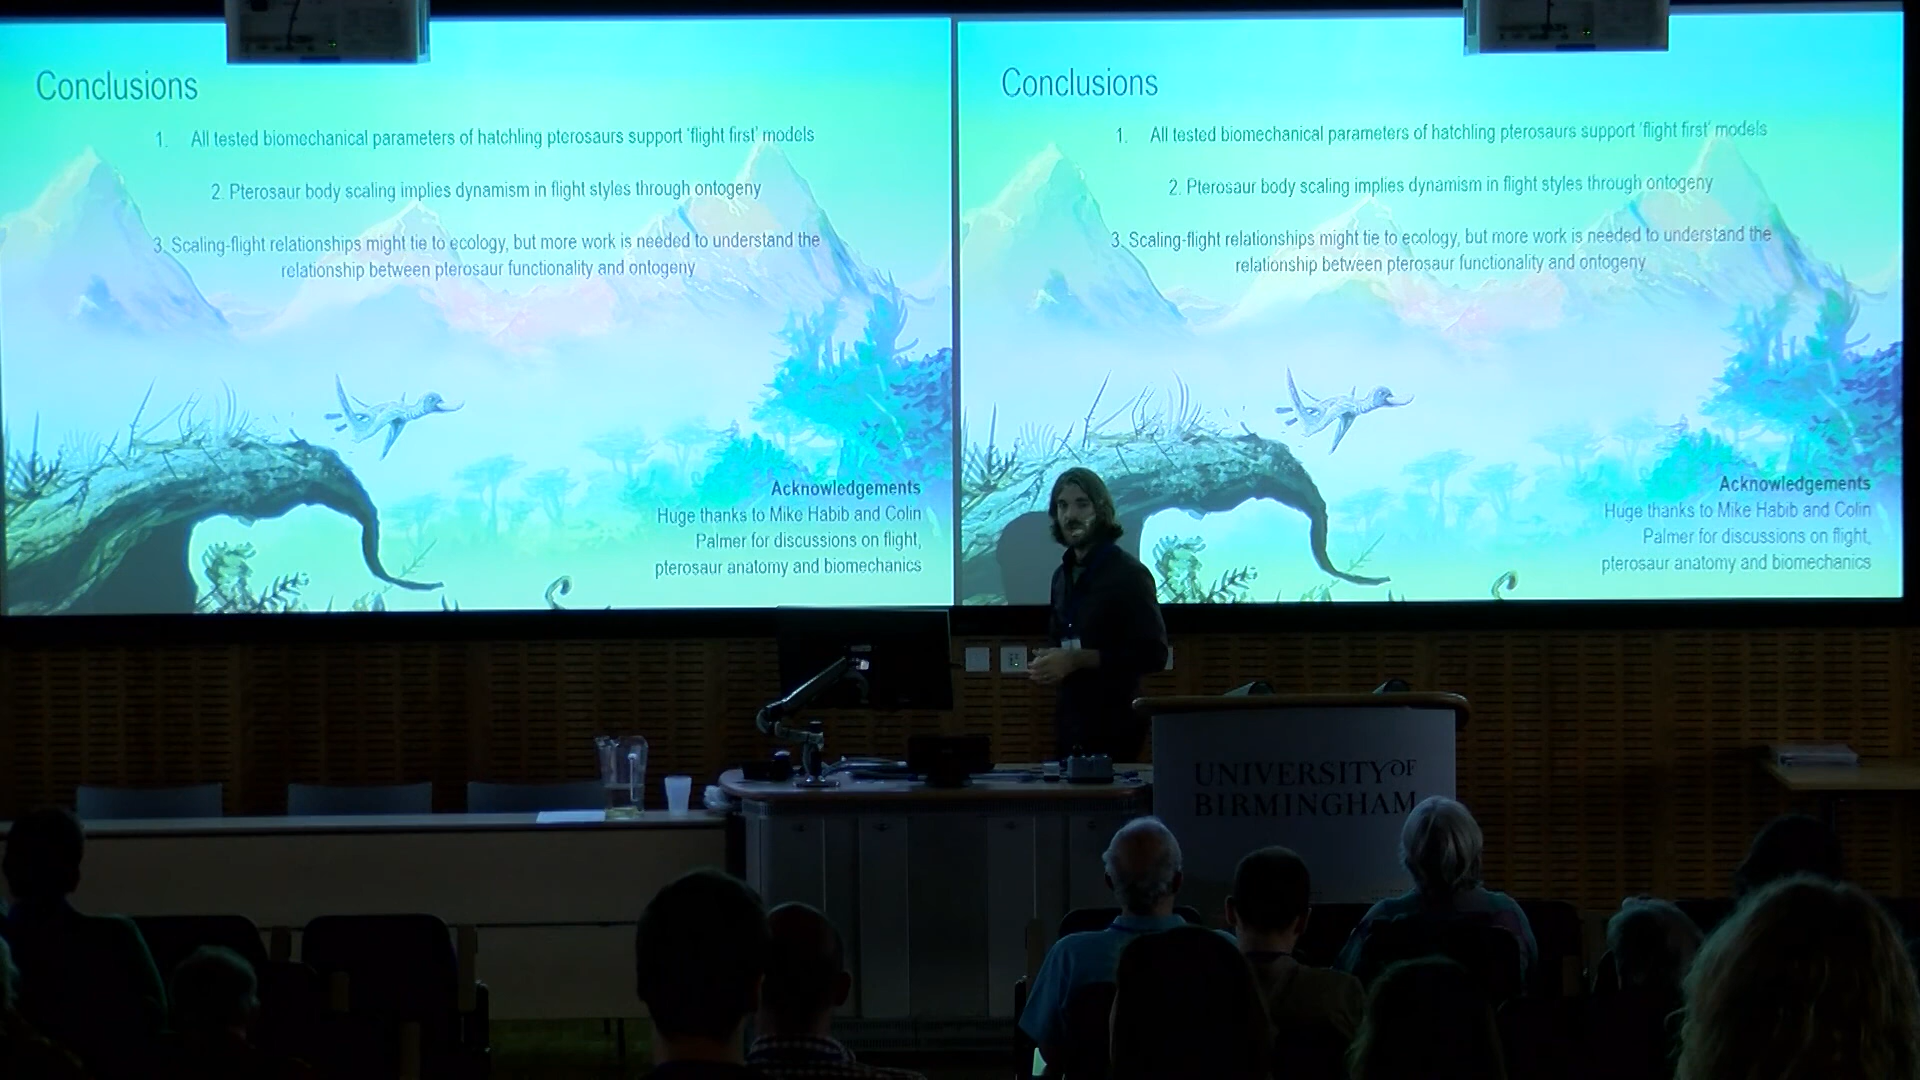 Conclusions
1. All tested biomechanical parameters of hatchling pterosaurs support 'flight first' models
2. Pterosaur body scaling implies dynamism in flight styles through ontogeny
3. Scaling-flight relationships might tie to ecology, but more work is needed to understand the
relationship between pterosaur functionality and ontogeny
Acknowledgements
Huge thanks to Mike Habib and Colin
Palmer for discussions on flight,
pterosaur anatomy and biomechanics
Conclusions
1. All tested biomechanical parameters of hatchling pterosaurs support 'flight first' models
2. Pterosaur body scaling implies dynamism in flight styles through ontogeny
3. Scaling-flight relationships might tie to ecology, but more work is needed to understand the
relationship between pterosaur functionality and ontogeny
Acknowledgements
Huge thanks to Mike Habib and Colin
Palmer for discussions on flight,
pterosaur anatomy and biomechanics
UNIVERSITY OF
BIRMINGHAM